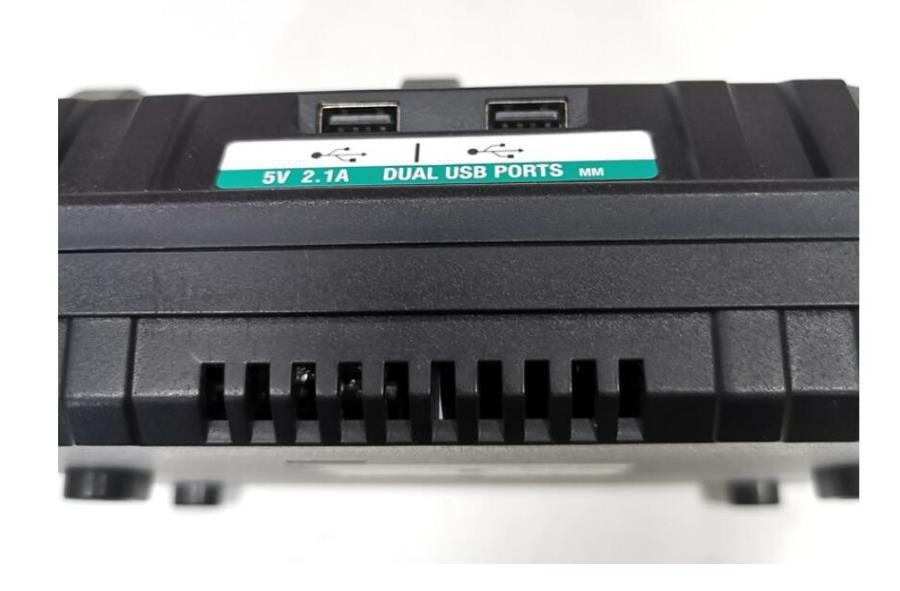 5V 2.1A DUAL USB PORTS MM